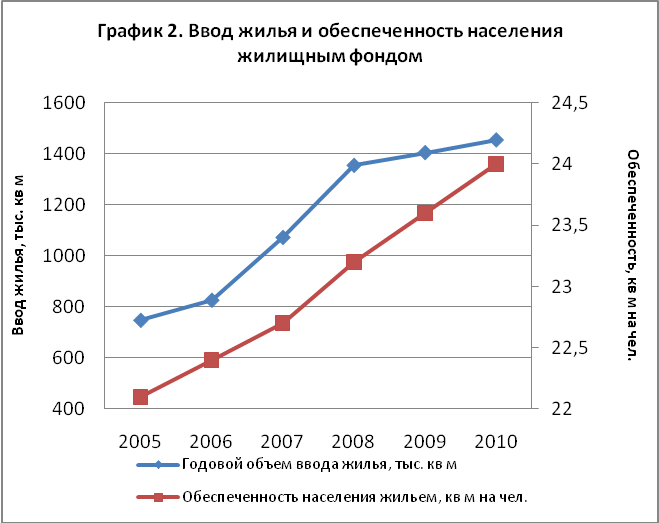 График 2. Ввод жилья и обеспеченность населения
жилищным фондом
Ввод жилья, тыс. кв м
1600
1400
1200
1000
800
600
400
24,5
24
23,5
23
22,5
22
Обеспеченность, кв м на чел.
2005 2006 2007 2008 2009 2010
Годовой объем ввода жилья, тыс. кв м
Обеспеченность населения жильем, кв м на чел.